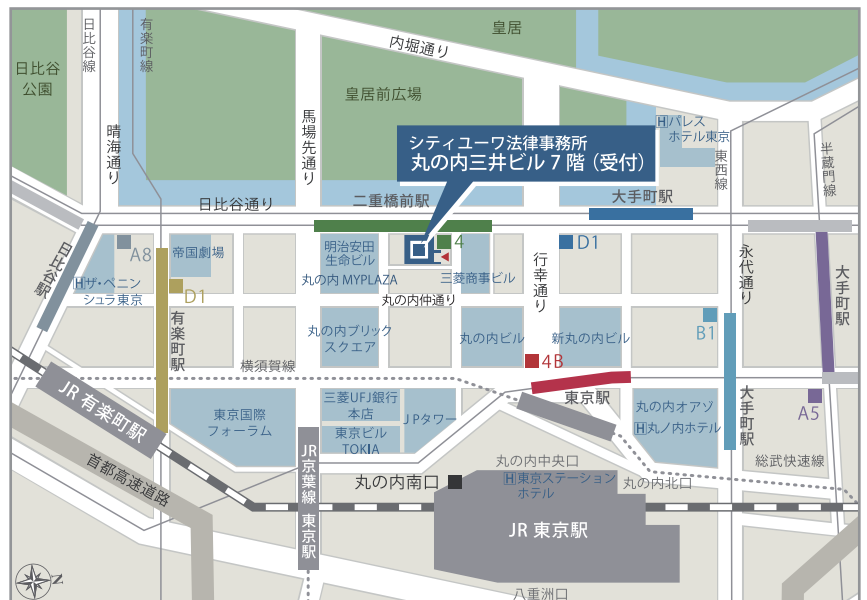 日比谷線
有楽町線
皇居
内堀通り
日比谷
公園
皇居前広場
晴海通り
馬場先通り
H パレス
ホテル東京
東西線
半蔵門線
シティユーワ法律事務所
丸の内三井ビル 7 階 (受付)
日比谷通り
二重橋前駅
大手町駅
日比谷駅
A8
帝国劇場
明治安田
生命ビル
丸の内 MYPLAZA
4
三菱商事ビル
行幸通り
D1
永代通り
大手町駅
H ザ・ペニン
シュラ東京
D1
丸の内仲通り
有楽町駅
丸の内ブリック
スクエア
丸の内ビル
新丸の内ビル
B1
横須賀線
4B
東京駅
JR 有楽町駅
東京国際
フォーラム
三菱UFJ銀行
本店
東京ビル
TOKIA
JPタワー
丸の内オアゾ
H 丸ノ内ホテル
大手町駅
A5
首都高速道路
JR京葉線 東京駅
丸の内南口
丸の内中央口
H 東京ステーション
ホテル
丸の内北口
総武快速線
JR 東京駅
八重洲口
N